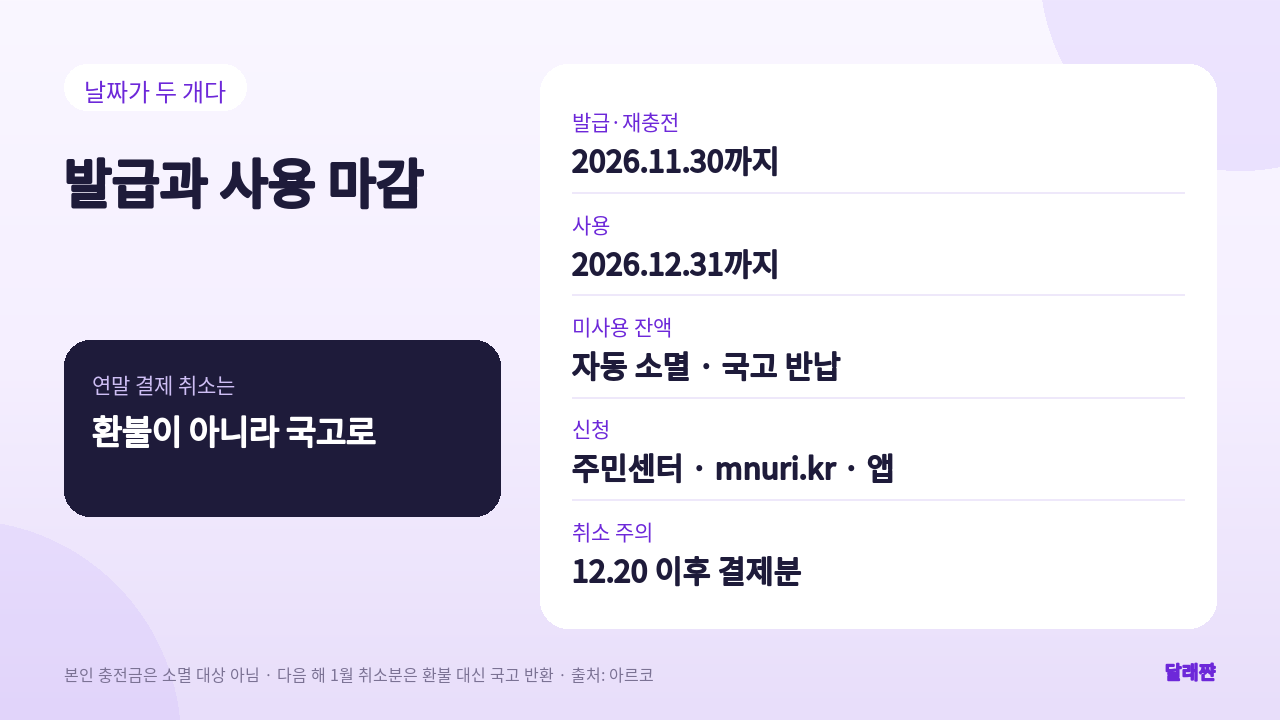 날짜가 두 개다
발급과 사용 마감
연말 결제 취소는
환불이 아니라 국고로
발급·재충전
2026.11.30까지
사용
2026.12.31까지
미사용 잔액
자동 소멸 · 국고 반납
신청
주민센터 · mnuri.kr · 앱
취소 주의
12.20 이후 결제분
본인 충전금은 소멸 대상 아님 · 다음 해 1월 취소분은 환불 대신 국고 반환 · 출처: 아르코
달래쨘